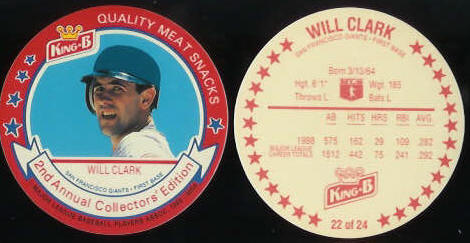 KING-B
QUALITY MEAT SNACKS
WILL CLARK
SAN FRANCISCO GIANTS • FIRST BASE
2nd Annual Collectors' Edition
MAJOR LEAGUE BASEBALL PLAYERS ASSOC.
WILL CLARK
SAN FRANCISCO GIANTS • FIRST BASE
Born 3/13/64
Hgt. 6'1" Wgt. 185
Throws L Bats L
AB HITS HRS RBI AVG.
1988 575 162 29 109 282
MAJOR LEAGUE
CAREER TOTALS 1512 442 75 241 292
KING-B
22 of 24